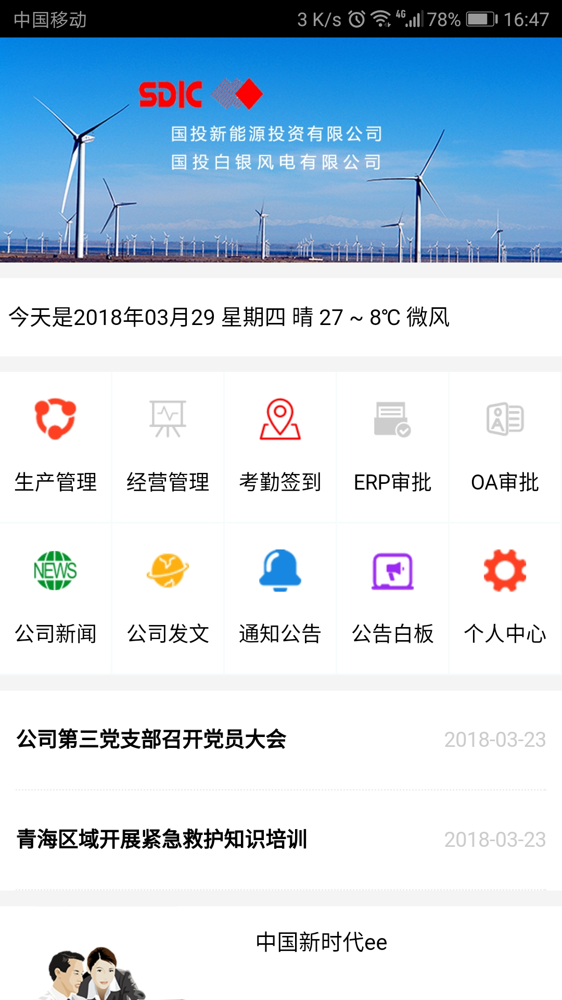 中国移动 3 K/s 4G 78% 16:47
SDIC
国投新能源投资有限公司
国投白银风电有限公司
今天是2018年03月29 星期四 晴 27 ~ 8℃ 微风
生产管理 经营管理 考勤签到 ERP审批 OA审批
NEWS
公司新闻 公司发文 通知公告 公告白板 个人中心
公司第三党支部召开党员大会 2018-03-23
青海区域开展紧急救护知识培训 2018-03-23
中国新时代ee